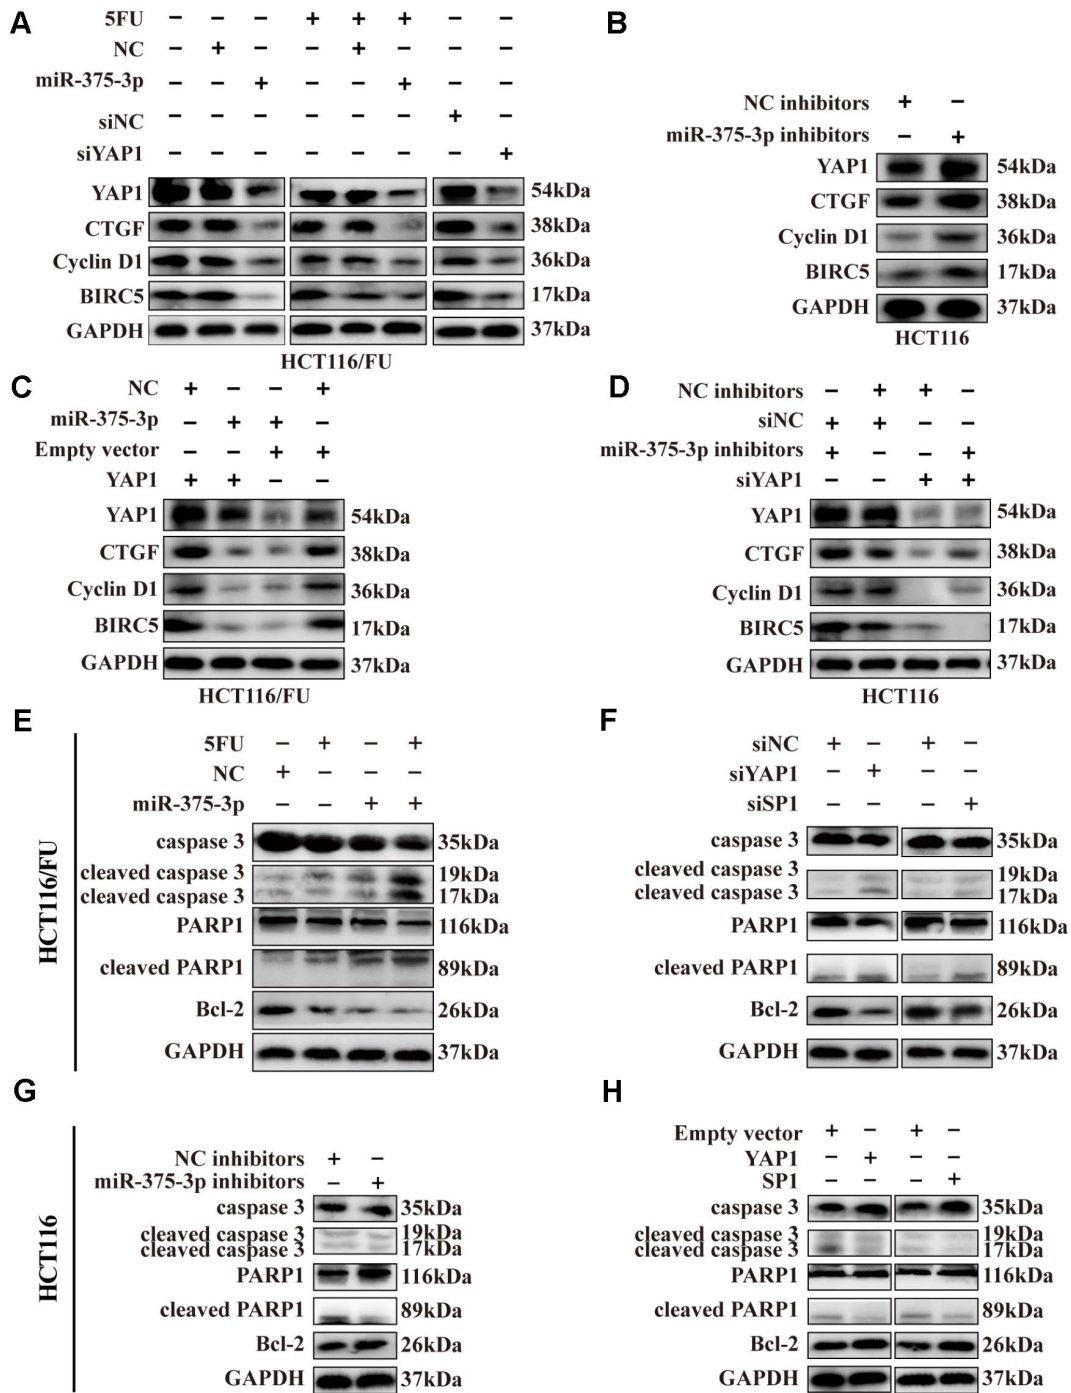 A
5FU − − − + + + − −
NC − + − − + − − −
miR-375-3p − − + − − + − −
siNC − − − − − − + −
siYAP1 − − − − − − − +
YAP1 54kDa
CTGF 38kDa
Cyclin D1 36kDa
BIRC5 17kDa
GAPDH 37kDa
HCT116/FU
B
NC inhibitors + −
miR-375-3p inhibitors − +
YAP1 54kDa
CTGF 38kDa
Cyclin D1 36kDa
BIRC5 17kDa
GAPDH 37kDa
HCT116
C
NC + − − +
miR-375-3p − + + −
Empty vector − − + +
YAP1 + + − −
YAP1 54kDa
CTGF 38kDa
Cyclin D1 36kDa
BIRC5 17kDa
GAPDH 37kDa
HCT116/FU
D
NC inhibitors − + + −
siNC + + − −
miR-375-3p inhibitors + − − +
siYAP1 − − + +
YAP1 54kDa
CTGF 38kDa
Cyclin D1 36kDa
BIRC5 17kDa
GAPDH 37kDa
HCT116
E
HCT116/FU
5FU − + − +
NC + − − −
miR-375-3p − − + +
caspase 3 35kDa
cleaved caspase 3 19kDa
cleaved caspase 3 17kDa
PARP1 116kDa
cleaved PARP1 89kDa
Bcl-2 26kDa
GAPDH 37kDa
F
siNC + − + −
siYAP1 − + − −
siSP1 − − − +
caspase 3 35kDa
cleaved caspase 3 19kDa
cleaved caspase 3 17kDa
PARP1 116kDa
cleaved PARP1 89kDa
Bcl-2 26kDa
GAPDH 37kDa
G
HCT116
NC inhibitors + −
miR-375-3p inhibitors − +
caspase 3 35kDa
cleaved caspase 3 19kDa
cleaved caspase 3 17kDa
PARP1 116kDa
cleaved PARP1 89kDa
Bcl-2 26kDa
GAPDH 37kDa
H
Empty vector + − + −
YAP1 − + − −
SP1 − − − +
caspase 3 35kDa
cleaved caspase 3 19kDa
cleaved caspase 3 17kDa
PARP1 116kDa
cleaved PARP1 89kDa
Bcl-2 26kDa
GAPDH 37kDa